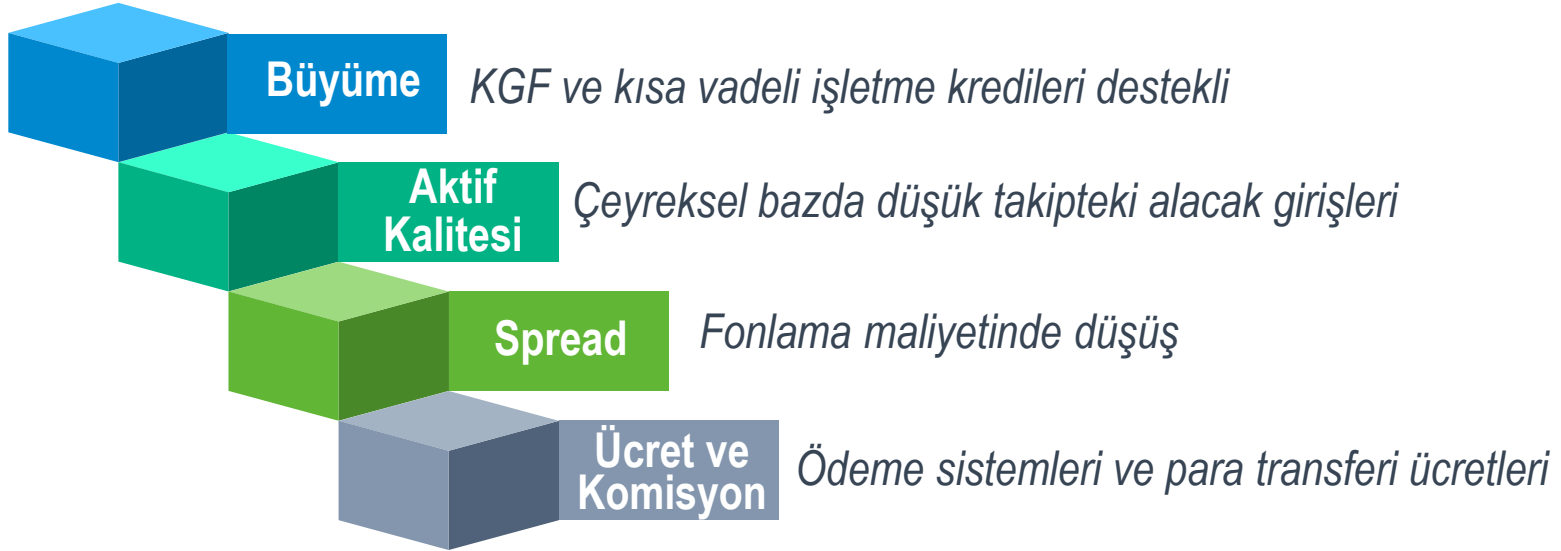 Büyüme
KGF ve kısa vadeli işletme kredileri destekli
Aktif
Kalitesi
Çeyreksel bazda düşük takipteki alacak girişleri
Spread
Fonlama maliyetinde düşüş
Ücret ve
Komisyon
Ödeme sistemleri ve para transferi ücretleri